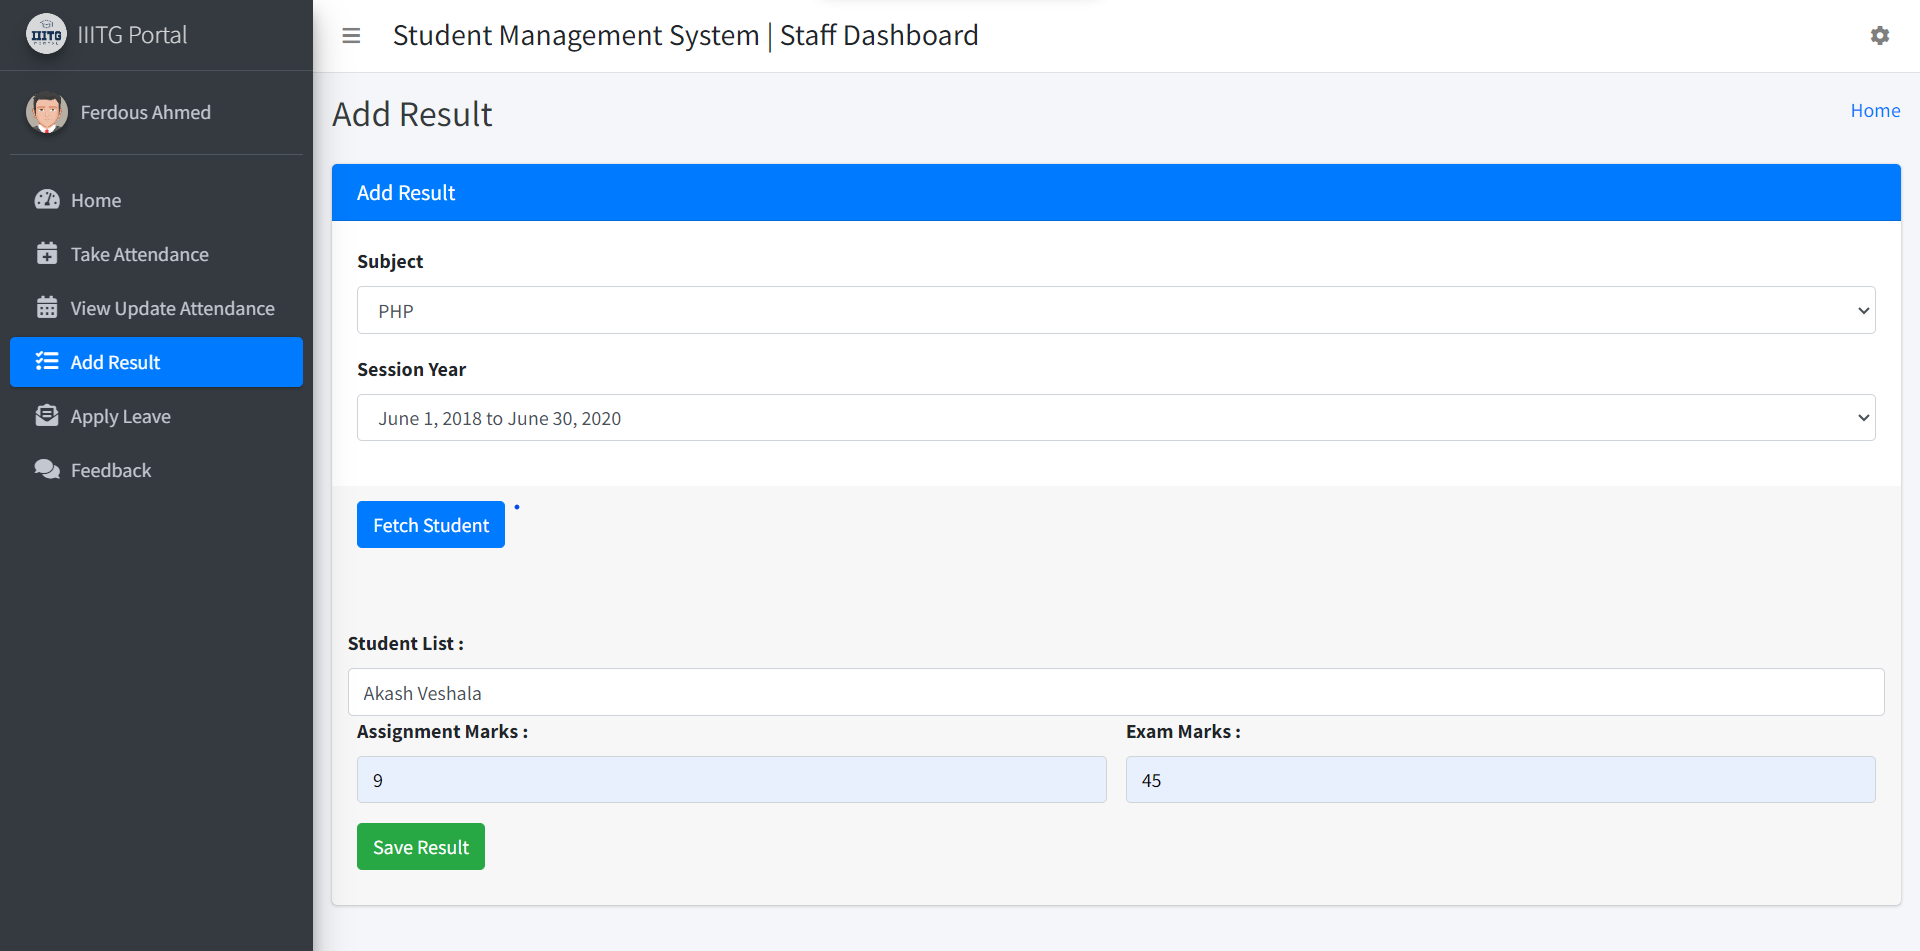 IIITG
PORTAL
IIITG Portal
Student Management System | Staff Dashboard
Ferdous Ahmed
Home
Take Attendance
View Update Attendance
Add Result
Apply Leave
Feedback
Add Result
Home
Add Result
Subject
PHP
Session Year
June 1, 2018 to June 30, 2020
Fetch Student
Student List :
Akash Veshala
Assignment Marks :
Exam Marks :
9
45
Save Result